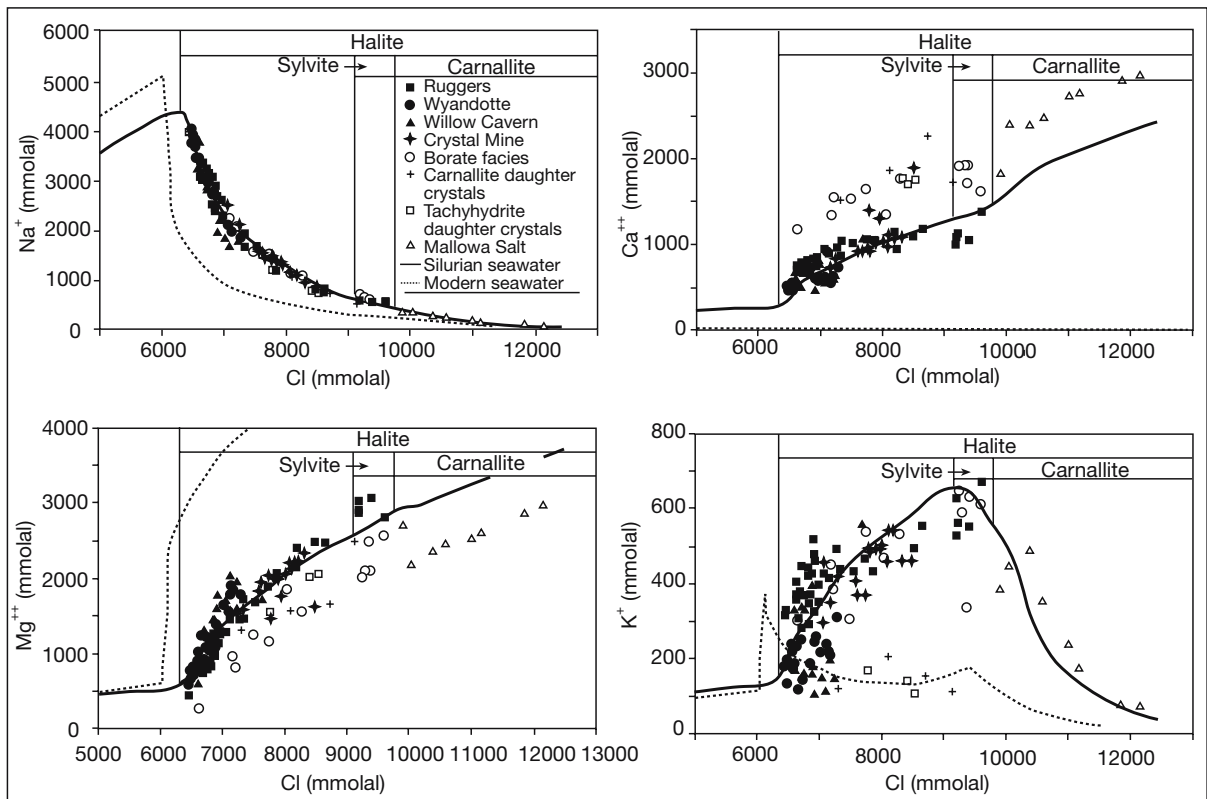 6000
5000
4000
3000
2000
1000
0
Na+ (mmolal)
Halite
Sylvite → Carnallite
■ Ruggers
● Wyandotte
▲ Willow Cavern
✦ Crystal Mine
○ Borate facies
+ Carnallite daughter
crystals
□ Tachyhydrite
daughter crystals
△ Mallowa Salt
Silurian seawater
Modern seawater
6000 8000 10000 12000
Cl (mmolal)
3000
2000
1000
0
Ca++ (mmolal)
Halite
Sylvite → Carnallite
6000 8000 10000 12000
Cl (mmolal)
4000
3000
2000
1000
0
Mg++ (mmolal)
Halite
Sylvite → Carnallite
5000 6000 7000 8000 9000 10000 11000 12000 13000
Cl (mmolal)
800
600
400
200
0
K+ (mmolal)
Halite
Sylvite → Carnallite
6000 8000 10000 12000
Cl (mmolal)